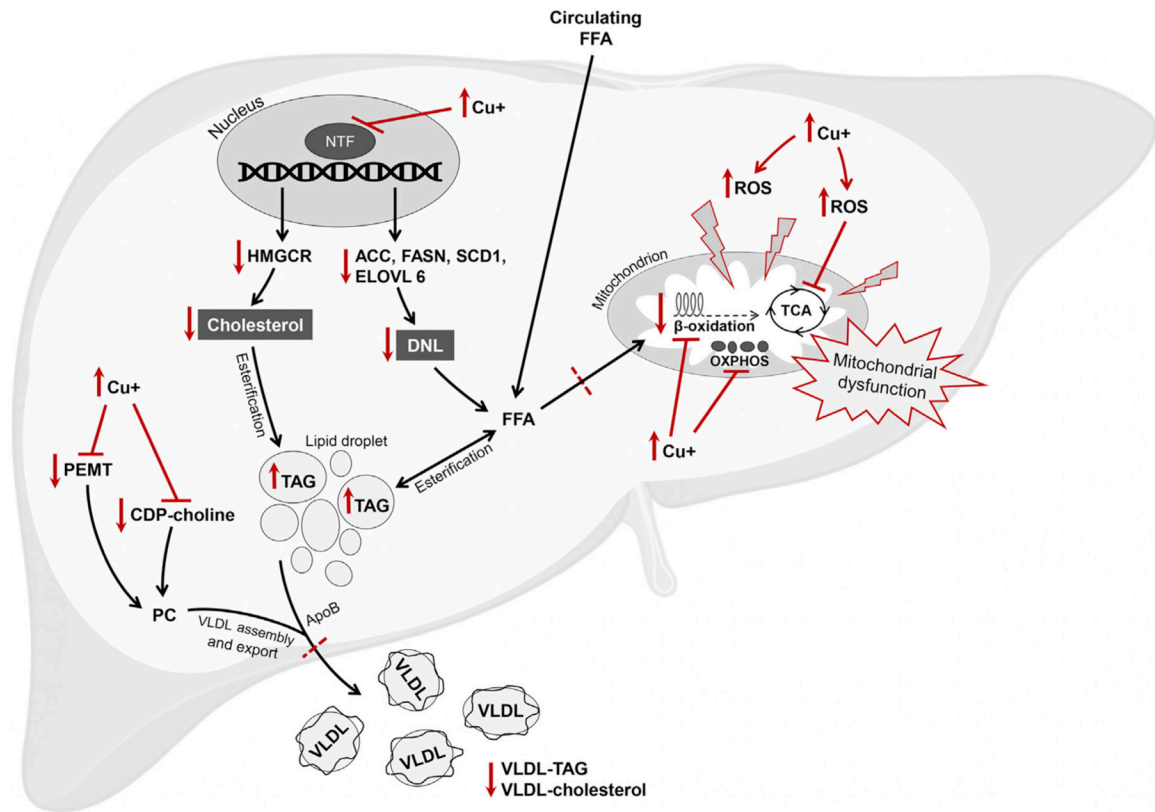 Circulating
FFA
Nucleus
NTF
Cu+
HMGCR
ACC, FASN, SCD1,
ELOVL 6
Cholesterol
DNL
Esterification
Cu+
PEMT
CDP-choline
PC
Lipid droplet
TAG
TAG
Esterification
FFA
VLDL assembly
and export
ApoB
VLDL
VLDL
VLDL
VLDL
VLDL-TAG
VLDL-cholesterol
Cu+
ROS
ROS
Mitochondrion
β-oxidation
TCA
OXPHOS
Mitochondrial
dysfunction
Cu+